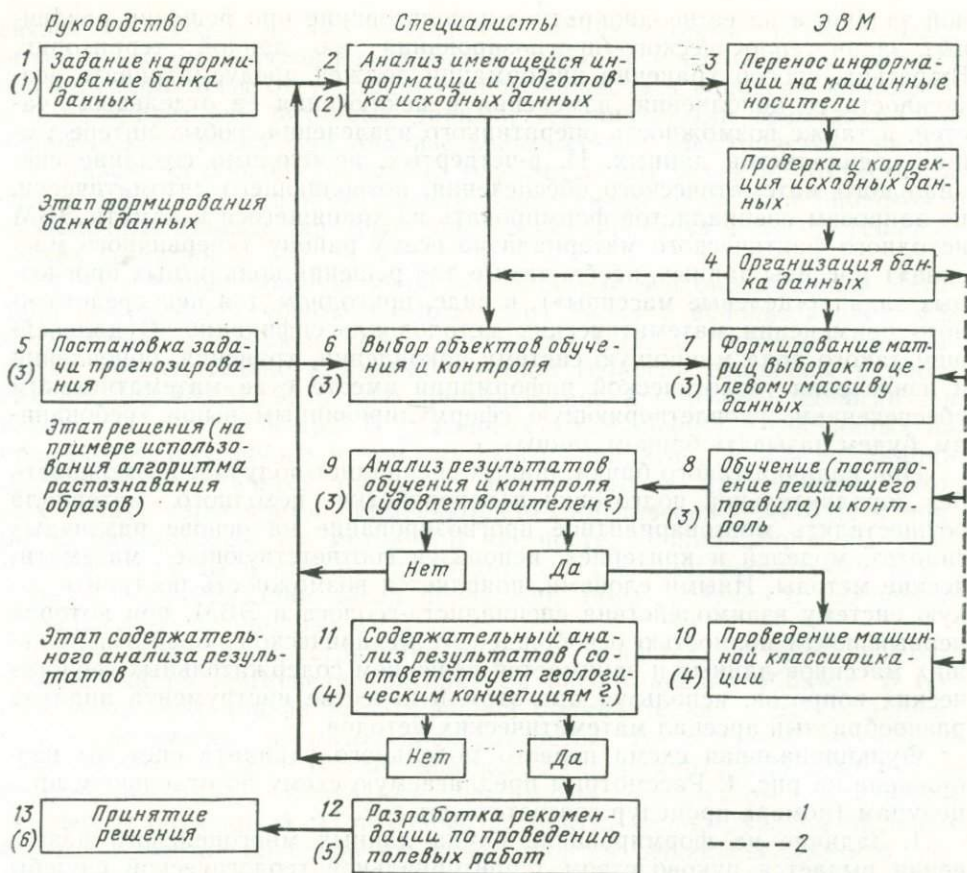 Руководство
Специалисты
ЭВМ
1
(1)
Задание на форми-
рование банка
данных
2
(2)
Анализ имеющейся ин-
формации и подготов-
ка исходных данных
3
Перенос информа-
ции на машинные
носители
Проверка и коррек-
ция исходных дан-
ных
Этап формирования
банка данных
4
Организация бан-
ка данных
5
(3)
Постановка зада-
чи прогнозирова-
ния
6
(3)
Выбор объектов обуче-
ния и контроля
7
(3)
Формирование мат-
риц выборок по це-
левому массиву
данных
Этап решения (на
примере использо-
вания алгоритма
распознавания
образов)
9
(3)
Анализ результатов
обучения и контроля
(удовлетворителен?)
8
(3)
Обучение (постро-
ение решающего
правила) и конт-
роль
Нет
Да
Этап содержатель-
ного анализа резуль-
татов
11
(4)
Содержательный ана-
лиз результатов (со-
ответствует геологи-
ческим концепциям?)
10
(4)
Проведение машин-
ной классифика-
ции
Нет
Да
13
(6)
Принятие
решения
12
(5)
Разработка рекомен-
дации по проведению
полевых работ
1
2